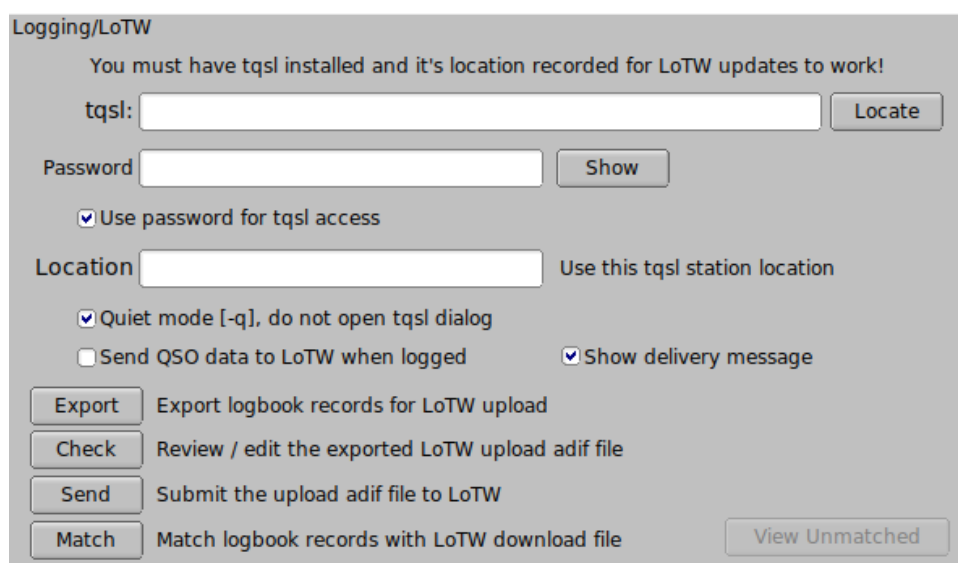 Logging/LoTW
You must have tqsl installed and it's location recorded for LoTW updates to work!
tqsl: Locate
Password Show
Use password for tqsl access
Location Use this tqsl station location
Quiet mode [-q], do not open tqsl dialog
Send QSO data to LoTW when logged Show delivery message
Export Export logbook records for LoTW upload
Check Review / edit the exported LoTW upload adif file
Send Submit the upload adif file to LoTW
Match Match logbook records with LoTW download file View Unmatched